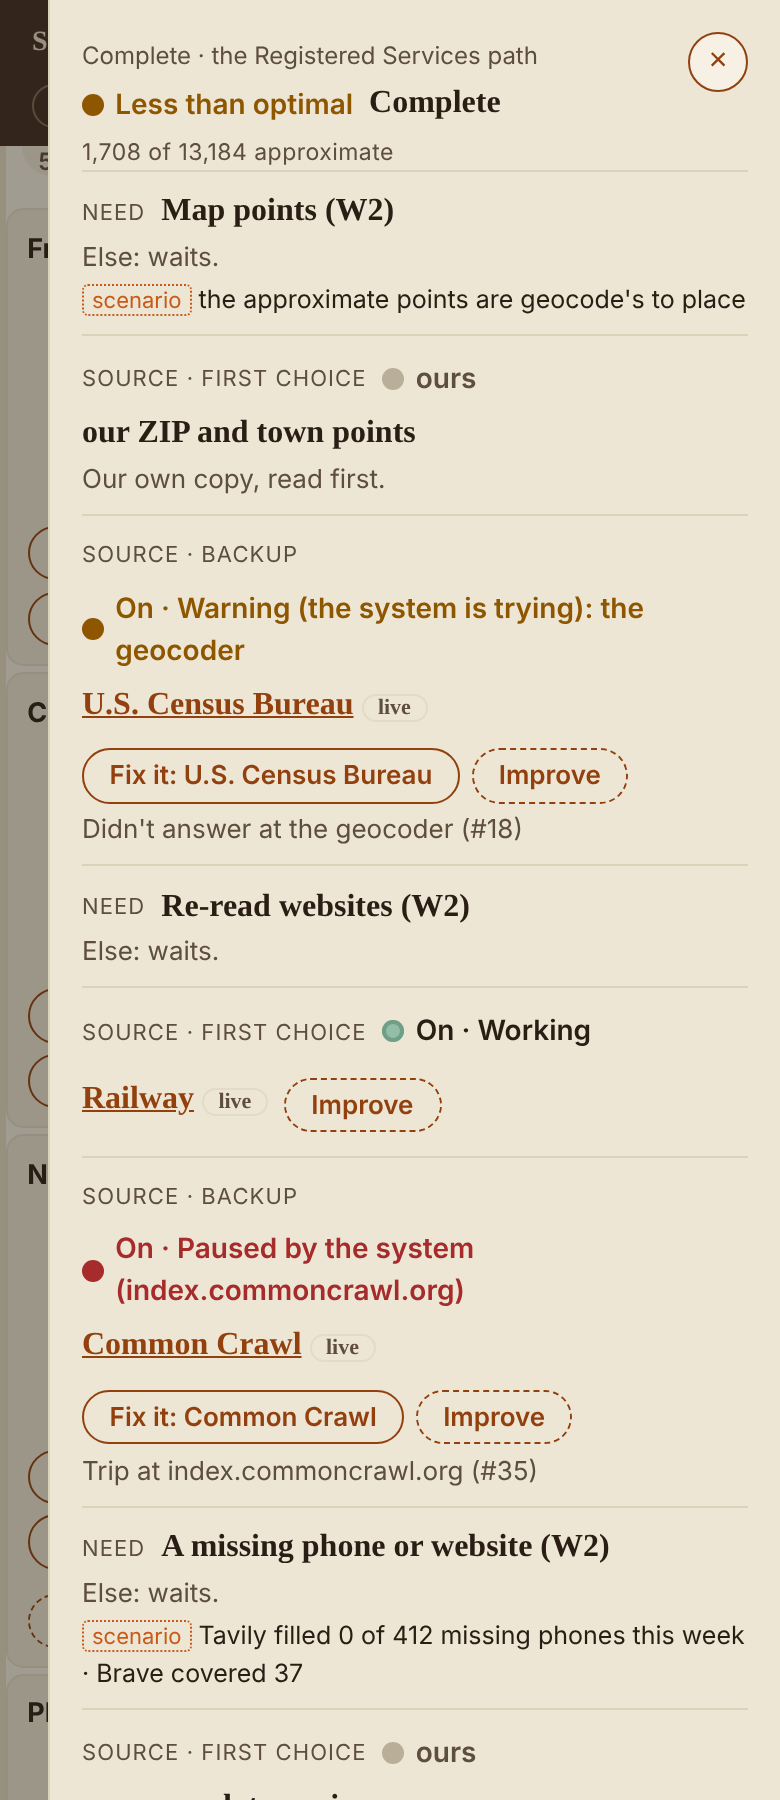 Complete · the Registered Services path
×
Less than optimal Complete
1,708 of 13,184 approximate
NEED Map points (W2)
Else: waits.
scenario the approximate points are geocode's to place
SOURCE · FIRST CHOICE ours
our ZIP and town points
Our own copy, read first.
SOURCE · BACKUP
On · Warning (the system is trying): the
geocoder
U.S. Census Bureau live
Fix it: U.S. Census Bureau Improve
Didn't answer at the geocoder (#18)
NEED Re-read websites (W2)
Else: waits.
SOURCE · FIRST CHOICE On · Working
Railway live Improve
SOURCE · BACKUP
On · Paused by the system
(index.commoncrawl.org)
Common Crawl live
Fix it: Common Crawl Improve
Trip at index.commoncrawl.org (#35)
NEED A missing phone or website (W2)
Else: waits.
scenario Tavily filled 0 of 412 missing phones this week
· Brave covered 37
SOURCE · FIRST CHOICE ours